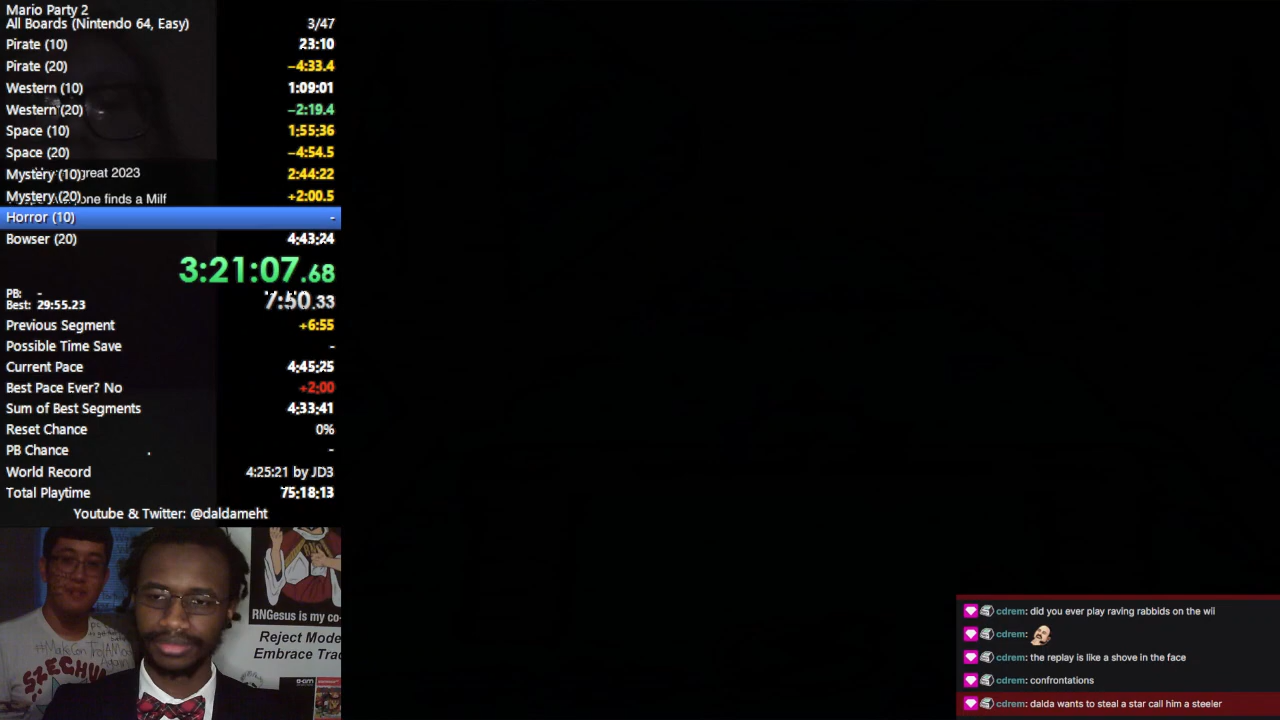 Mario Party 2
All Boards (Nintendo 64, Easy) 3/47
Pirate (10) 23:10
Pirate (20) −4:33.4
Western (10) 1:09:01
Western (20) −2:19.4
Space (10) 1:55:36
Space (20) −4:54.5
Mystery (10) 2:44:22
great 2023
Mystery (20) +2:00.5
one finds a Milf
Horror (10) -
Bowser (20) 4:43:24
3:21:07.68
PB: -
Best: 29:55.23 7:50.33
Previous Segment +6:55
Possible Time Save -
Current Pace 4:45:25
Best Pace Ever? No +2:00
Sum of Best Segments 4:33:41
Reset Chance 0%
PB Chance -
World Record 4:25:21 by JD3
Total Playtime 75:18:13
Youtube & Twitter: @daldameht
RNGesus is my co-
Reject Mode
Embrace Tra
SZECHU
cdrem: did you ever play raving rabbids on the wii
cdrem:
cdrem: the replay is like a shove in the face
cdrem: confrontations
cdrem: dalda wants to steal a star call him a steeler